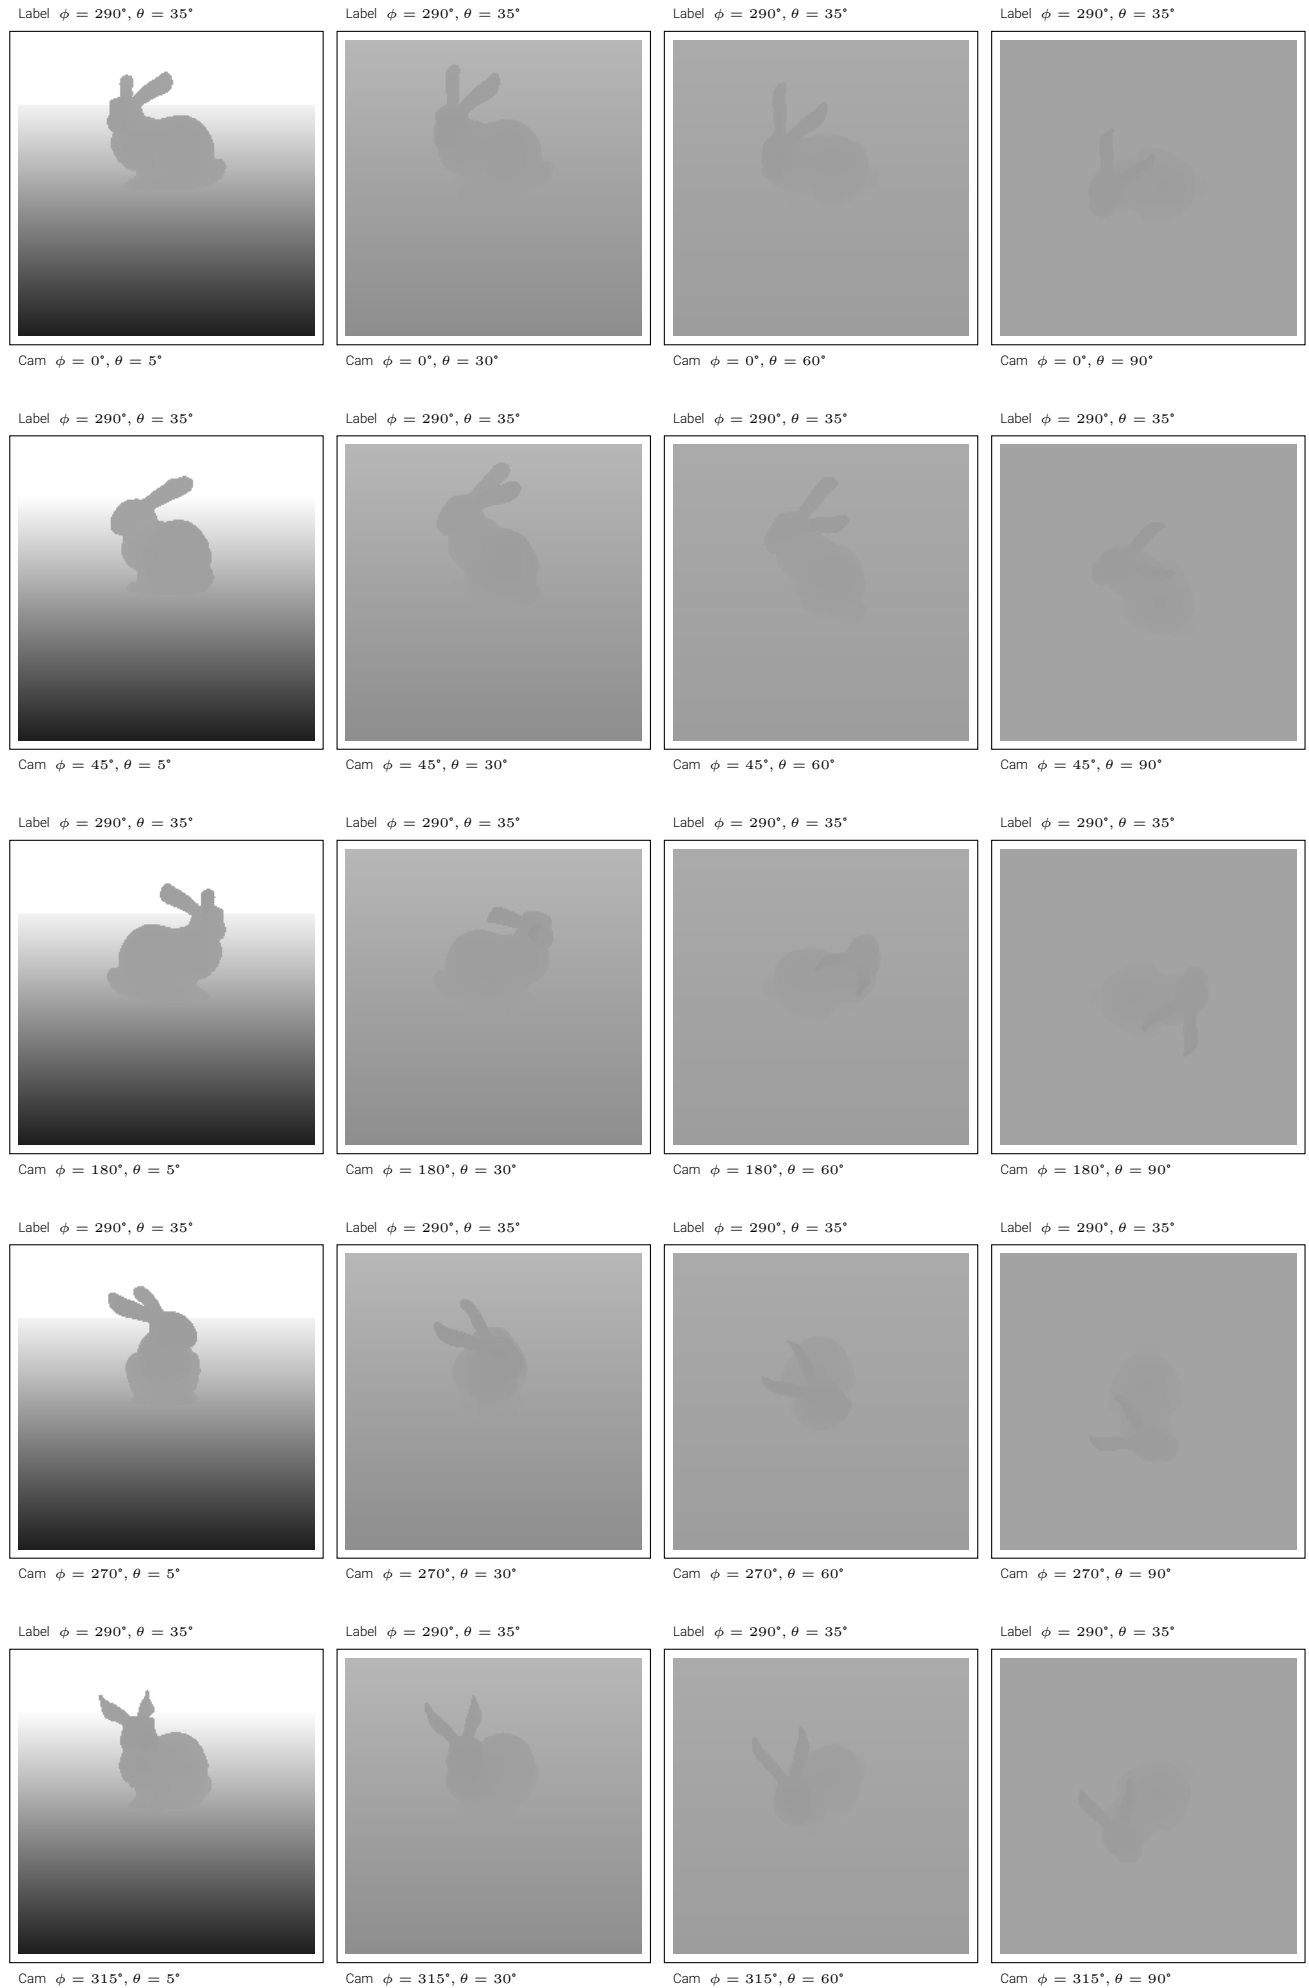 Label ϕ = 290°, θ = 35° Label ϕ = 290°, θ = 35° Label ϕ = 290°, θ = 35° Label ϕ = 290°, θ = 35°
Cam ϕ = 0°, θ = 5° Cam ϕ = 0°, θ = 30° Cam ϕ = 0°, θ = 60° Cam ϕ = 0°, θ = 90°
Label ϕ = 290°, θ = 35° Label ϕ = 290°, θ = 35° Label ϕ = 290°, θ = 35° Label ϕ = 290°, θ = 35°
Cam ϕ = 45°, θ = 5° Cam ϕ = 45°, θ = 30° Cam ϕ = 45°, θ = 60° Cam ϕ = 45°, θ = 90°
Label ϕ = 290°, θ = 35° Label ϕ = 290°, θ = 35° Label ϕ = 290°, θ = 35° Label ϕ = 290°, θ = 35°
Cam ϕ = 180°, θ = 5° Cam ϕ = 180°, θ = 30° Cam ϕ = 180°, θ = 60° Cam ϕ = 180°, θ = 90°
Label ϕ = 290°, θ = 35° Label ϕ = 290°, θ = 35° Label ϕ = 290°, θ = 35° Label ϕ = 290°, θ = 35°
Cam ϕ = 270°, θ = 5° Cam ϕ = 270°, θ = 30° Cam ϕ = 270°, θ = 60° Cam ϕ = 270°, θ = 90°
Label ϕ = 290°, θ = 35° Label ϕ = 290°, θ = 35° Label ϕ = 290°, θ = 35° Label ϕ = 290°, θ = 35°
Cam ϕ = 315°, θ = 5° Cam ϕ = 315°, θ = 30° Cam ϕ = 315°, θ = 60° Cam ϕ = 315°, θ = 90°